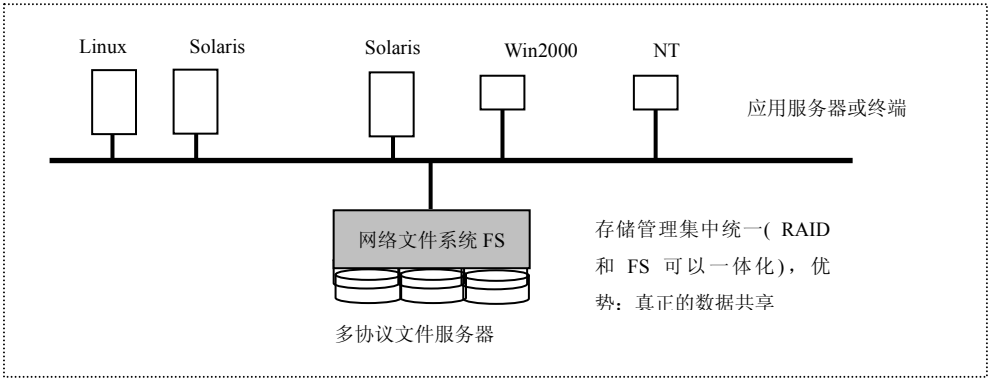 Linux Solaris Solaris Win2000 NT
应用服务器或终端
网络文件系统 FS
存储管理集中统一( RAID
和 FS 可以一体化)，优
势：真正的数据共享
多协议文件服务器